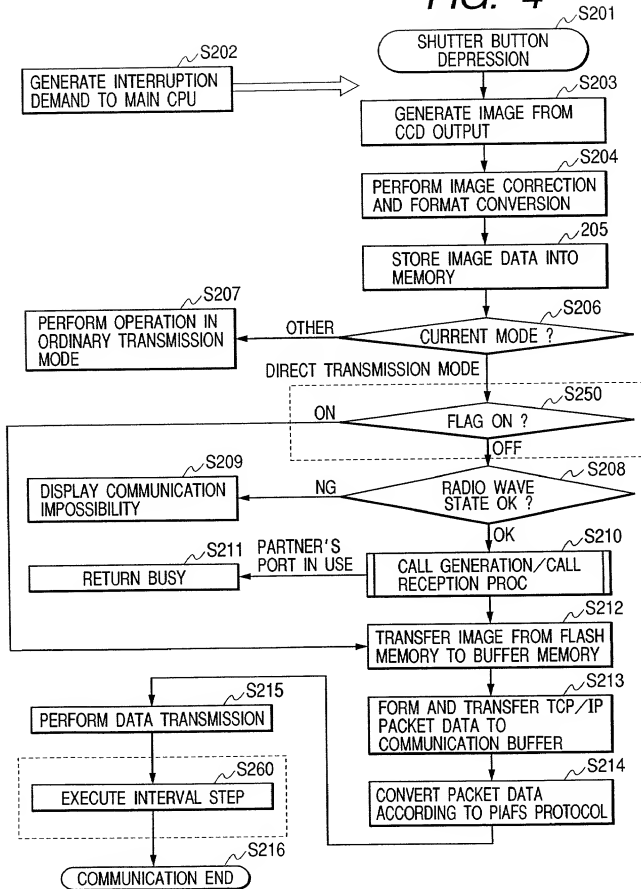 FIG. 4
S201
SHUTTER BUTTON
DEPRESSION
S202
GENERATE INTERRUPTION
DEMAND TO MAIN CPU
S203
GENERATE IMAGE FROM
CCD OUTPUT
S204
PERFORM IMAGE CORRECTION
AND FORMAT CONVERSION
205
STORE IMAGE DATA INTO
MEMORY
S206
CURRENT MODE ?
OTHER
S207
PERFORM OPERATION IN
ORDINARY TRANSMISSION
MODE
DIRECT TRANSMISSION MODE
S250
FLAG ON ?
ON
OFF
S208
RADIO WAVE
STATE OK ?
NG
S209
DISPLAY COMMUNICATION
IMPOSSIBILITY
OK
S210
CALL GENERATION/CALL
RECEPTION PROC
PARTNER'S
PORT IN USE
S211
RETURN BUSY
S212
TRANSFER IMAGE FROM FLASH
MEMORY TO BUFFER MEMORY
S213
FORM AND TRANSFER TCP/IP
PACKET DATA TO
COMMUNICATION BUFFER
S214
CONVERT PACKET DATA
ACCORDING TO PIAFS PROTOCOL
S215
PERFORM DATA TRANSMISSION
S260
EXECUTE INTERVAL STEP
S216
COMMUNICATION END